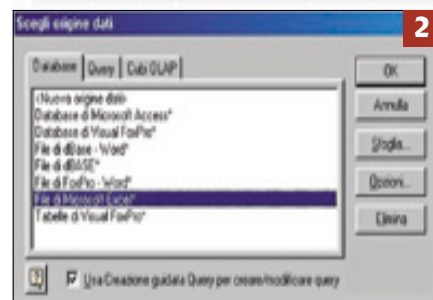 Scegli origine dati
2
Database Query Cubi OLAP
<Nuova origine dati>
Database di Microsoft Access*
Database di Visual FoxPro*
File di dBase - Word*
File di dBASE*
File di FoxPro - Word*
File di Microsoft Excel*
Tabelle di Visual FoxPro*
OK
Annulla
Sfoglia...
Opzioni...
Elimina
?
Usa Creazione guidata Query per creare/modificare query